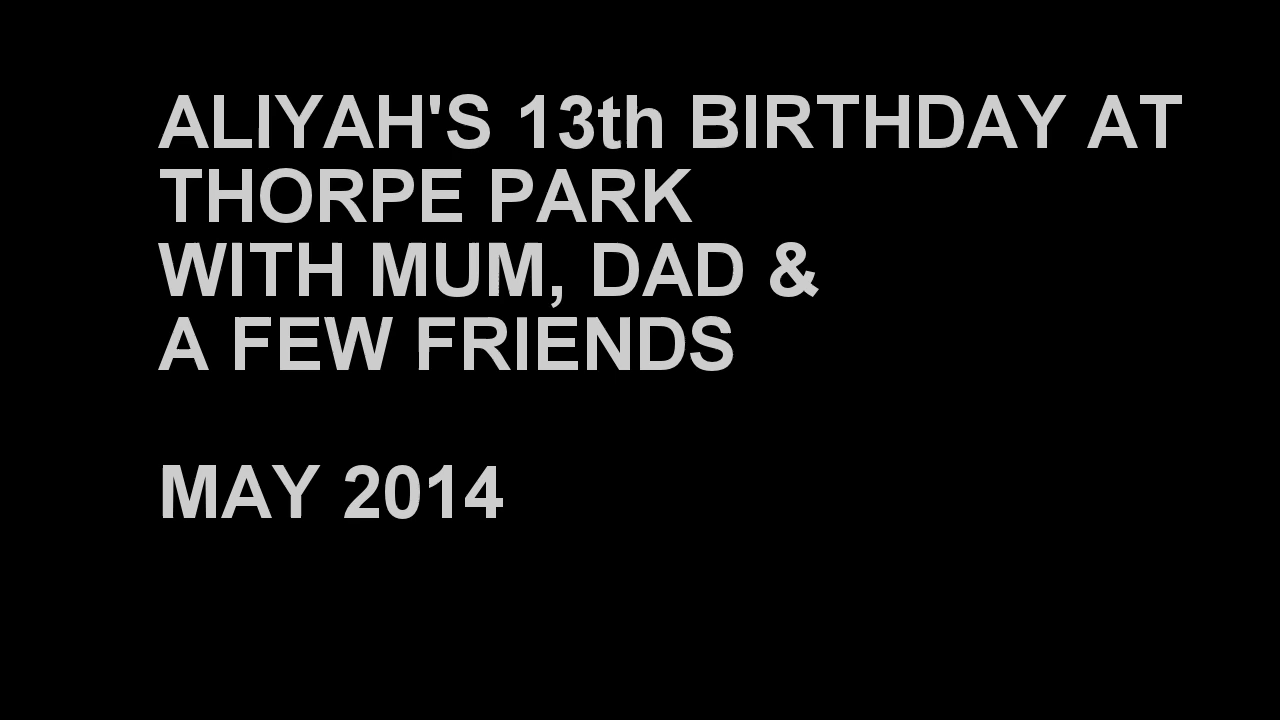 ALIYAH'S 13th BIRTHDAY AT
THORPE PARK
WITH MUM, DAD &
A FEW FRIENDS
MAY 2014